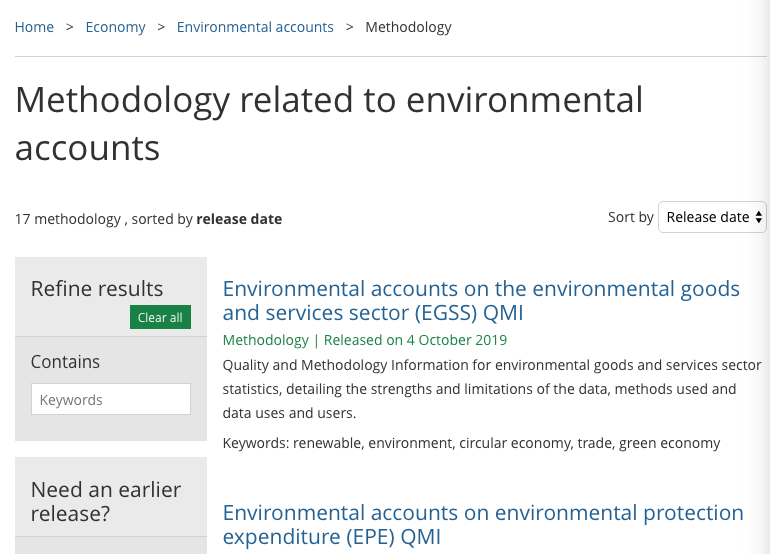 Home > Economy > Environmental accounts > Methodology
Methodology related to environmental
accounts
17 methodology , sorted by release date
Sort by Release date
Refine results
Clear all
Contains
Keywords
Need an earlier
release?
Environmental accounts on the environmental goods
and services sector (EGSS) QMI
Methodology | Released on 4 October 2019
Quality and Methodology Information for environmental goods and services sector
statistics, detailing the strengths and limitations of the data, methods used and
data uses and users.
Keywords: renewable, environment, circular economy, trade, green economy
Environmental accounts on environmental protection
expenditure (EPE) QMI